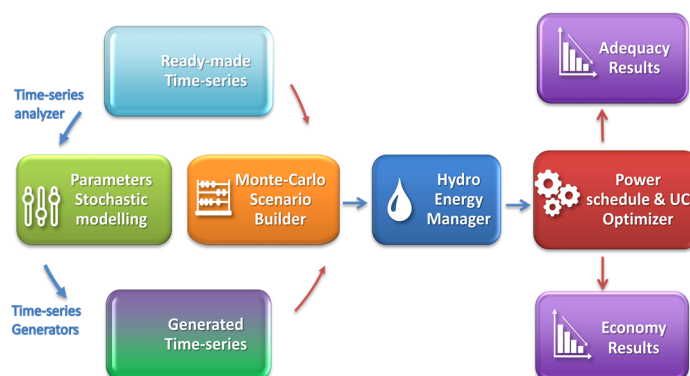 Ready-made
Time-series
Adequacy
Results
Time-series
analyzer
Parameters
Stochastic
modelling
Monte-Carlo
Scenario
Builder
Hydro
Energy
Manager
Power
schedule & UC
Optimizer
Time-series
Generators
Generated
Time-series
Economy
Results